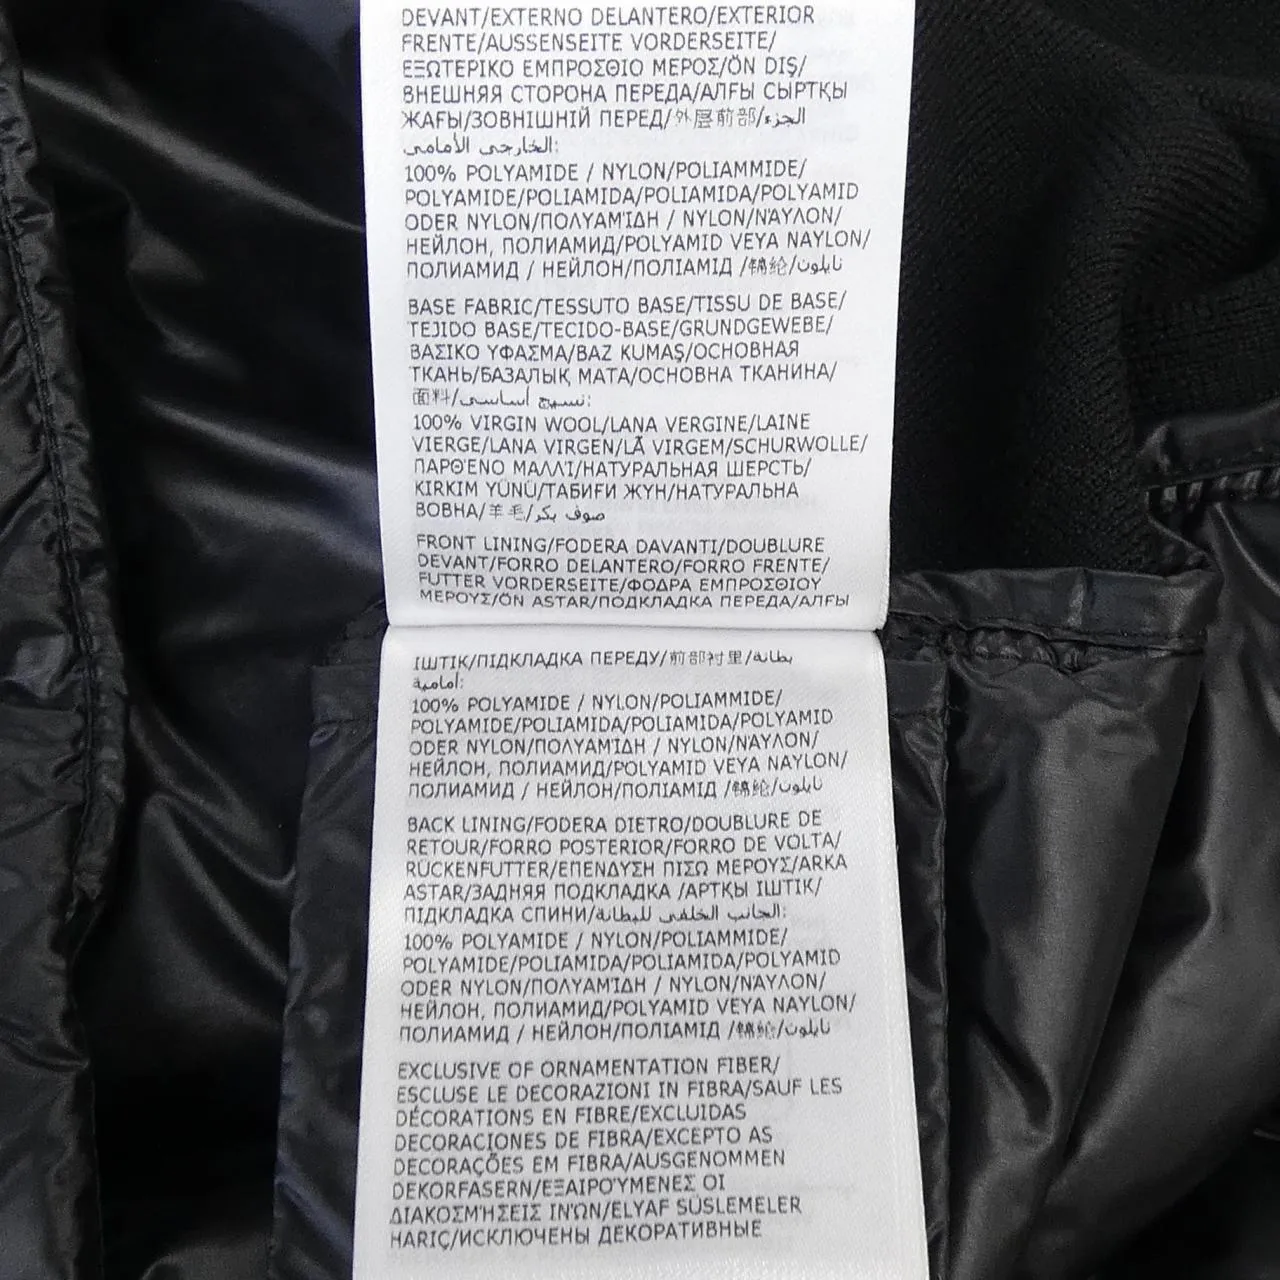 DEVANT/EXTERNO DELANTERO/EXTERIOR
FRENTE/AUSSENSEITE VORDERSEITE/
ΕΞΩΤΕΡΙΚΟ ΕΜΠΡΟΣΘΙΟ ΜΕΡΟΣ/ÖN DIŞ/
ВНЕШНЯЯ СТОРОНА ПЕРЕДА/АЛҒЫ СЫРТҚЫ
ЖАҒЫ/ЗОВНІШНІЙ ПЕРЕД/外层前部/الجزء
الخارجي الأمامي:
100% POLYAMIDE / NYLON/POLIAMMIDE/
POLYAMIDE/POLIAMIDA/POLIAMIDA/POLYAMID
ODER NYLON/ΠΟΛΥΑΜΊΔΗ / NYLON/ΝΆΥΛΟΝ/
НЕЙЛОН, ПОЛИАМИД/POLYAMID VEYA NAYLON/
ПОЛИАМИД / НЕЙЛОН/ПОЛІАМІД /锦纶/نايلون
BASE FABRIC/TESSUTO BASE/TISSU DE BASE/
TEJIDO BASE/TECIDO-BASE/GRUNDGEWEBE/
ΒΑΣΙΚΟ ΥΦΑΣΜΑ/BAZ KUMAŞ/ОСНОВНАЯ
ТКАНЬ/БАЗАЛЫҚ МАТА/ОСНОВНА ТКАНИНА/
面料/نسيج أساسي:
100% VIRGIN WOOL/LANA VERGINE/LAINE
VIERGE/LANA VIRGEN/LÃ VIRGEM/SCHURWOLLE/
ΠΑΡΘΈΝΟ ΜΑΛΛΊ/НАТУРАЛЬНАЯ ШЕРСТЬ/
KIRKIM YÜNÜ/ТАБИҒИ ЖҮН/НАТУРАЛЬНА
ВОВНА/羊毛/صوف بكر
FRONT LINING/FODERA DAVANTI/DOUBLURE
DEVANT/FORRO DELANTERO/FORRO FRENTE/
FUTTER VORDERSEITE/ΦΟΔΡΑ ΕΜΠΡΟΣΘΙΟΥ
ΜΕΡΟΥΣ/ÖN ASTAR/ПОДКЛАДКА ПЕРЕДА/АЛҒЫ
ІШТІК/ПІДКЛАДКА ПЕРЕДУ/前部衬里/بطانة
أمامية:
100% POLYAMIDE / NYLON/POLIAMMIDE/
POLYAMIDE/POLIAMIDA/POLIAMIDA/POLYAMID
ODER NYLON/ΠΟΛΥΑΜΊΔΗ / NYLON/ΝΆΥΛΟΝ/
НЕЙЛОН, ПОЛИАМИД/POLYAMID VEYA NAYLON/
ПОЛИАМИД / НЕЙЛОН/ПОЛІАМІД /锦纶/نايلون
BACK LINING/FODERA DIETRO/DOUBLURE DE
RETOUR/FORRO POSTERIOR/FORRO DE VOLTA/
RÜCKENFUTTER/ΕΠΕΝΔΥΣΗ ΠΙΣΩ ΜΕΡΟΥΣ/ARKA
ASTAR/ЗАДНЯЯ ПОДКЛАДКА /АРТҚЫ ІШТІК/
ПІДКЛАДКА СПИНИ/الجانب الخلفي للبطانة:
100% POLYAMIDE / NYLON/POLIAMMIDE/
POLYAMIDE/POLIAMIDA/POLIAMIDA/POLYAMID
ODER NYLON/ΠΟΛΥΑΜΊΔΗ / NYLON/ΝΆΥΛΟΝ/
НЕЙЛОН, ПОЛИАМИД/POLYAMID VEYA NAYLON/
ПОЛИАМИД / НЕЙЛОН/ПОЛІАМІД /锦纶/نايلون
EXCLUSIVE OF ORNAMENTATION FIBER/
ESCLUSE LE DECORAZIONI IN FIBRA/SAUF LES
DÉCORATIONS EN FIBRE/EXCLUIDAS
DECORACIONES DE FIBRA/EXCEPTO AS
DECORAÇÕES EM FIBRA/AUSGENOMMEN
DEKORFASERN/ΕΞΑΙΡΟΎΜΕΝΕΣ ΟΙ
ΔΙΑΚΟΣΜΉΣΕΙΣ ΙΝΏΝ/ELYAF SÜSLEMELER
HARIÇ/ИСКЛЮЧЕНЫ ДЕКОРАТИВНЫЕ